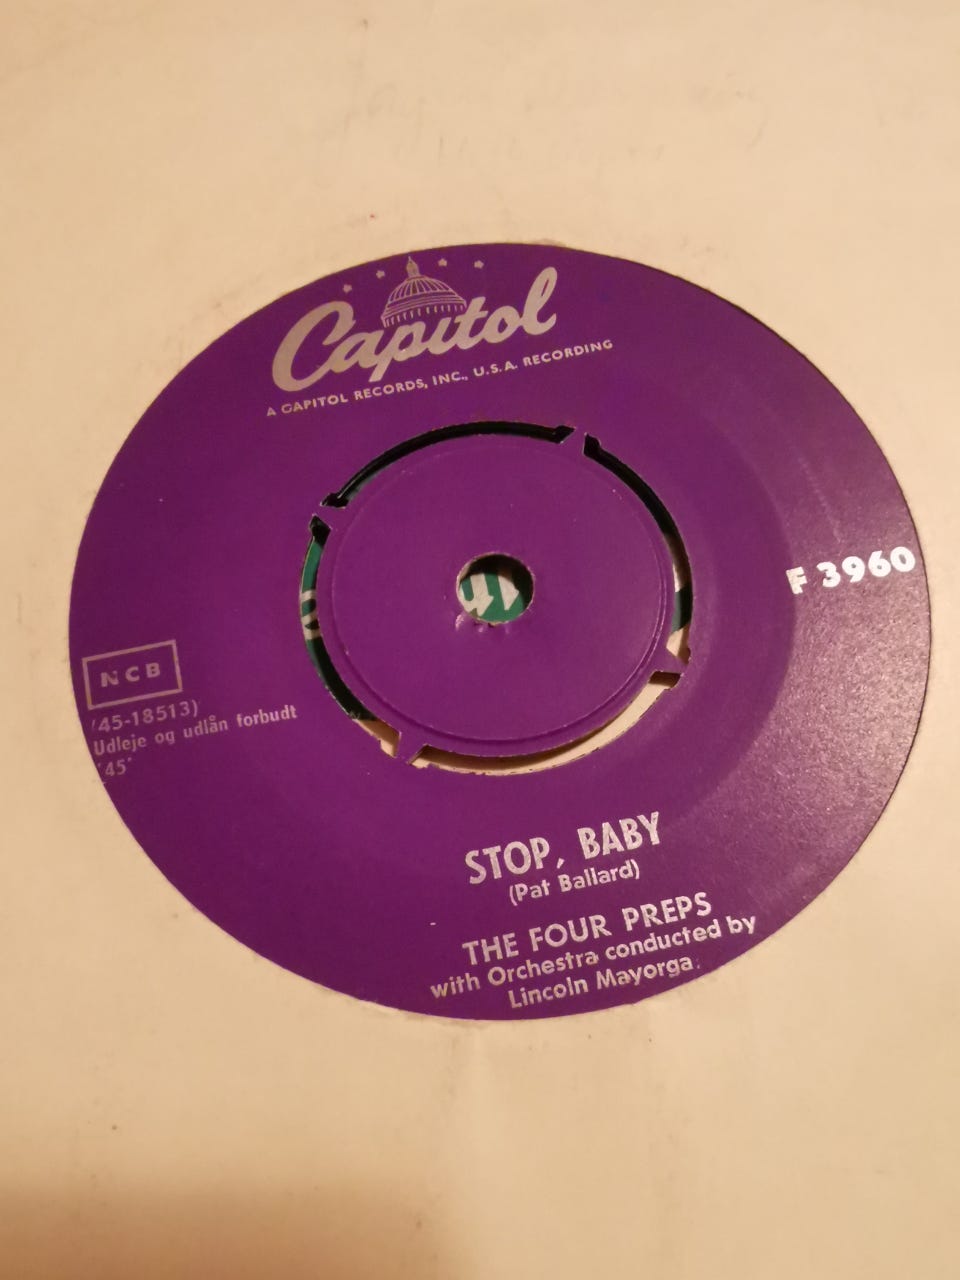 Capitol
A CAPITOL RECORDS, INC., U.S.A. RECORDING
F 3960
NCB
(45-18513)
Udleje og udlån forbudt
'45'
STOP, BABY
(Pat Ballard)
THE FOUR PREPS
with Orchestra conducted by
Lincoln Mayorga